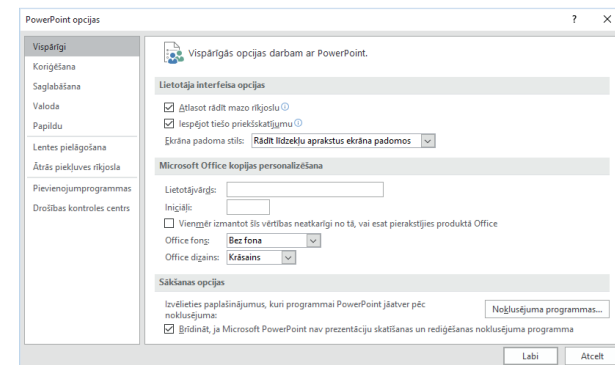 PowerPoint opcijas
?
Vispārīgi
Koriģēšana
Saglabāšana
Valoda
Papildu
Lentes pielāgošana
Ātrās piekļuves rīkjosla
Pievienojumprogrammas
Drošības kontroles centrs
Vispārīgās opcijas darbam ar PowerPoint.
Lietotāja interfeisa opcijas
Atlasot rādīt mazo rīkjoslu
Iespējot tiešo priekšskatījumu
Ekrāna padoma stils: Rādīt līdzekļu aprakstus ekrāna padomos
Microsoft Office kopijas personalizēšana
Lietotājvārds:
Iniciāļi:
Vienmēr izmantot šīs vērtības neatkarīgi no tā, vai esat pierakstījies produktā Office
Office fons: Bez fona
Office dizains: Krāsains
Sākšanas opcijas
Izvēlieties paplašinājumus, kuri programmai PowerPoint jāatver pēc
noklusējuma:
Noklusējuma programmas...
Brīdināt, ja Microsoft PowerPoint nav prezentāciju skatīšanas un rediģēšanas noklusējuma programma
Labi
Atcelt